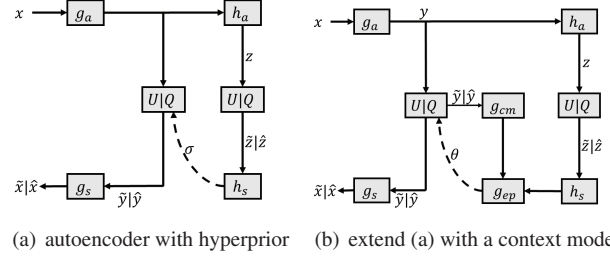 x
g_a
h_a
z
U|Q
U|Q
σ
z̃|ẑ
x̃|x̂
g_s
ỹ|ŷ
h_s
(a) autoencoder with hyperprior
x
g_a
y
h_a
z
U|Q
ỹ|ŷ
g_cm
U|Q
θ
z̃|ẑ
x̃|x̂
g_s
ỹ|ŷ
g_ep
h_s
(b) extend (a) with a context mode